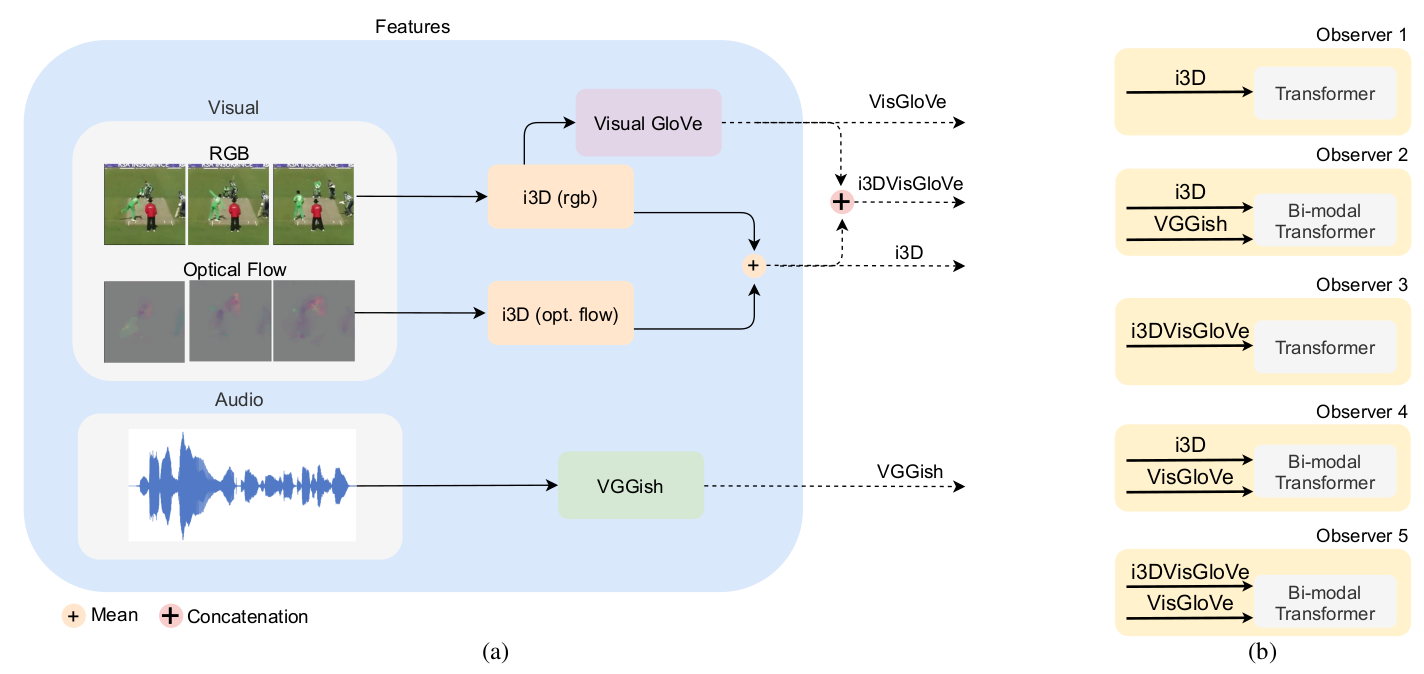 Features
Visual
RGB
Optical Flow
Audio
Visual GloVe
i3D (rgb)
i3D (opt. flow)
VGGish
+
+
VisGloVe
i3DVisGloVe
i3D
VGGish
+ Mean
+ Concatenation
(a)
Observer 1
i3D
Transformer
Observer 2
i3D
VGGish
Bi-modal
Transformer
Observer 3
i3DVisGloVe
Transformer
Observer 4
i3D
VisGloVe
Bi-modal
Transformer
Observer 5
i3DVisGloVe
VisGloVe
Bi-modal
Transformer
(b)